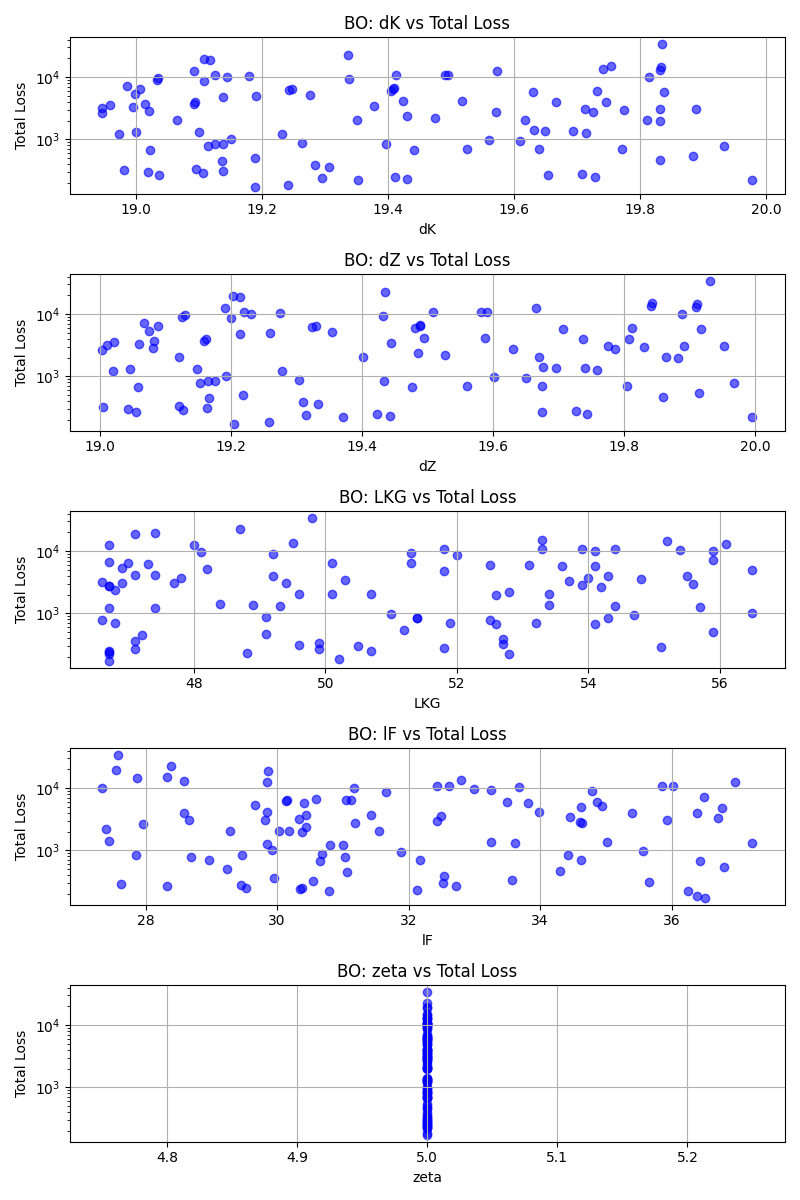 BO: dK vs Total Loss
Total Loss
10^4
10^3
19.0 19.2 19.4 19.6 19.8 20.0
dK
BO: dZ vs Total Loss
Total Loss
10^4
10^3
19.0 19.2 19.4 19.6 19.8 20.0
dZ
BO: LKG vs Total Loss
Total Loss
10^4
10^3
48 50 52 54 56
LKG
BO: lF vs Total Loss
Total Loss
10^4
10^3
28 30 32 34 36
lF
BO: zeta vs Total Loss
Total Loss
10^4
10^3
4.8 4.9 5.0 5.1 5.2
zeta